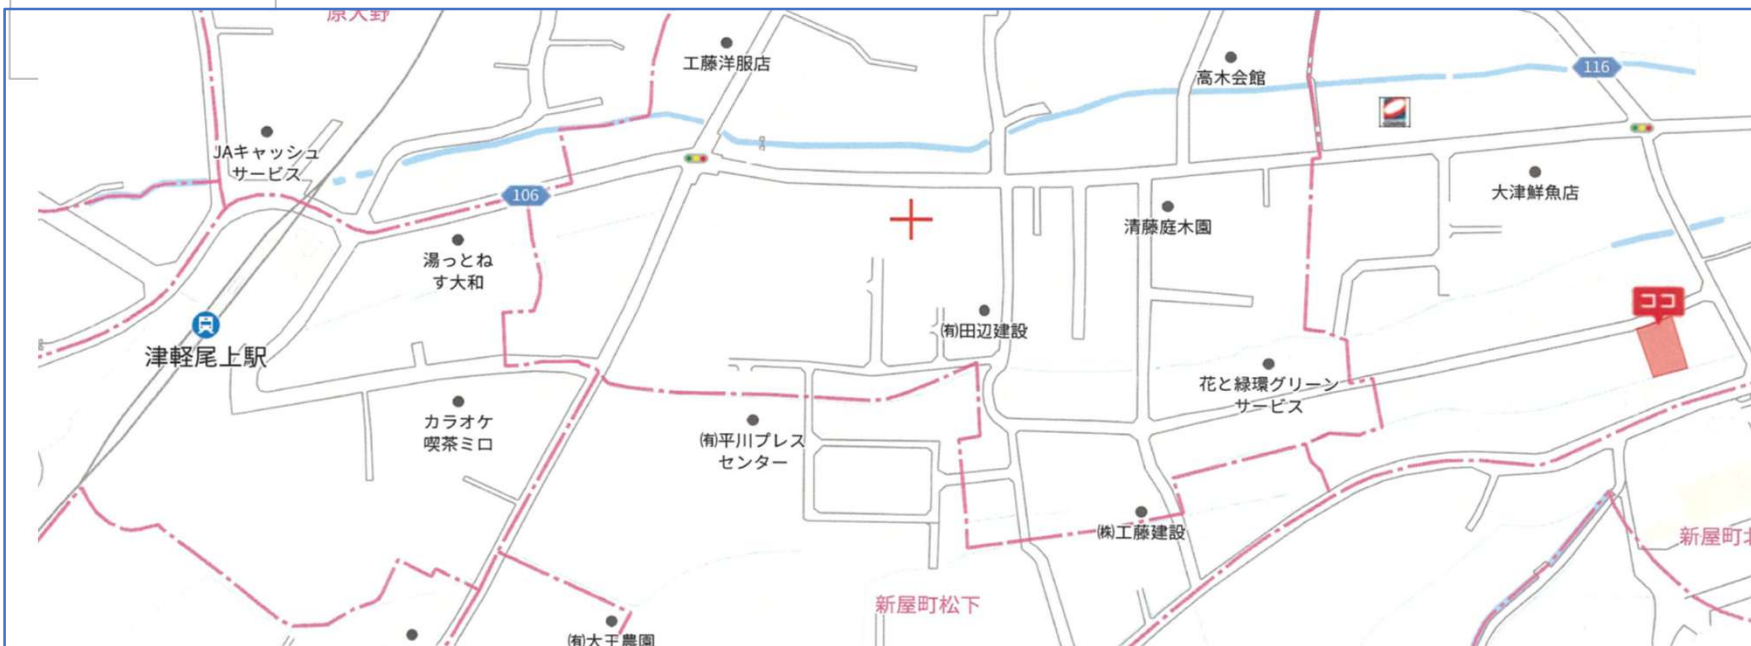 原大野
工藤洋服店
高木会館
116
JAキャッシュ
サービス
106
大津鮮魚店
清藤庭木園
湯っとね
す大和
ココ
㈲田辺建設
津軽尾上駅
花と緑環グリーン
サービス
カラオケ
喫茶ミロ
㈲平川プレス
センター
㈱工藤建設
新屋町北
新屋町松下
㈲大王農園